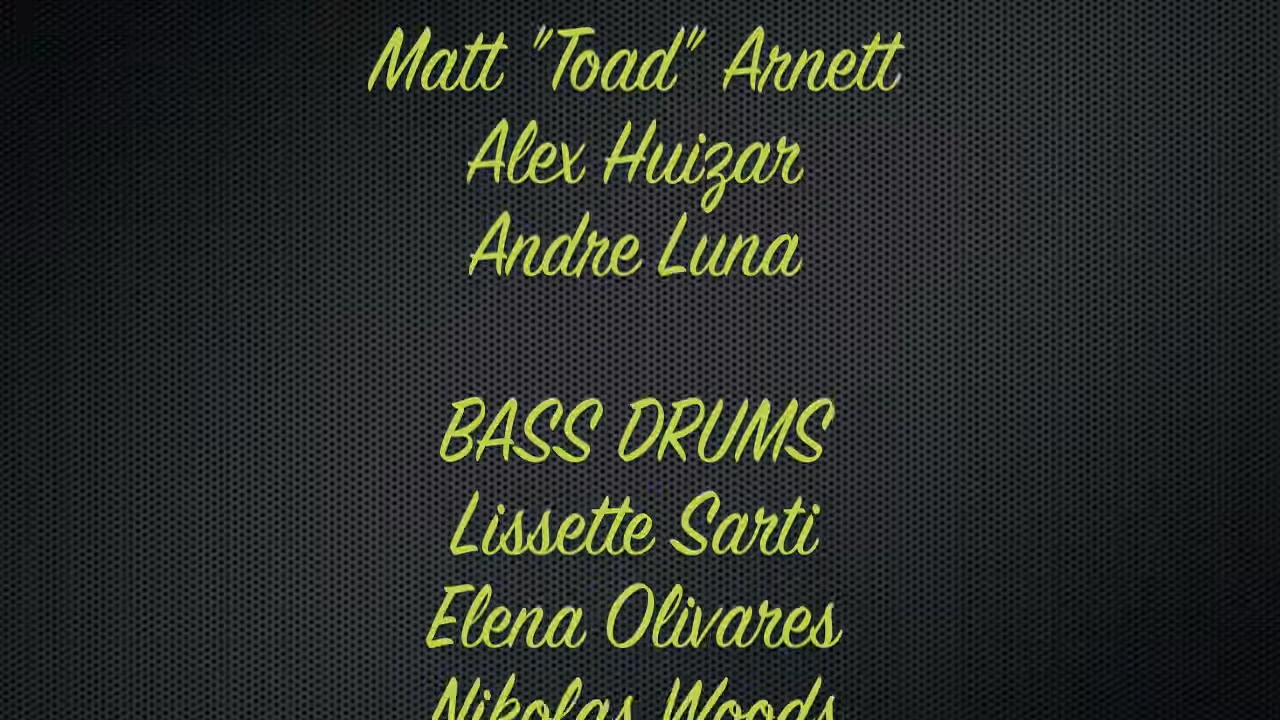 Matt "Toad" Arnett
Alex Huizar
Andre Luna
BASS DRUMS
Lissette Sarti
Elena Olivares
Nikolas Woods